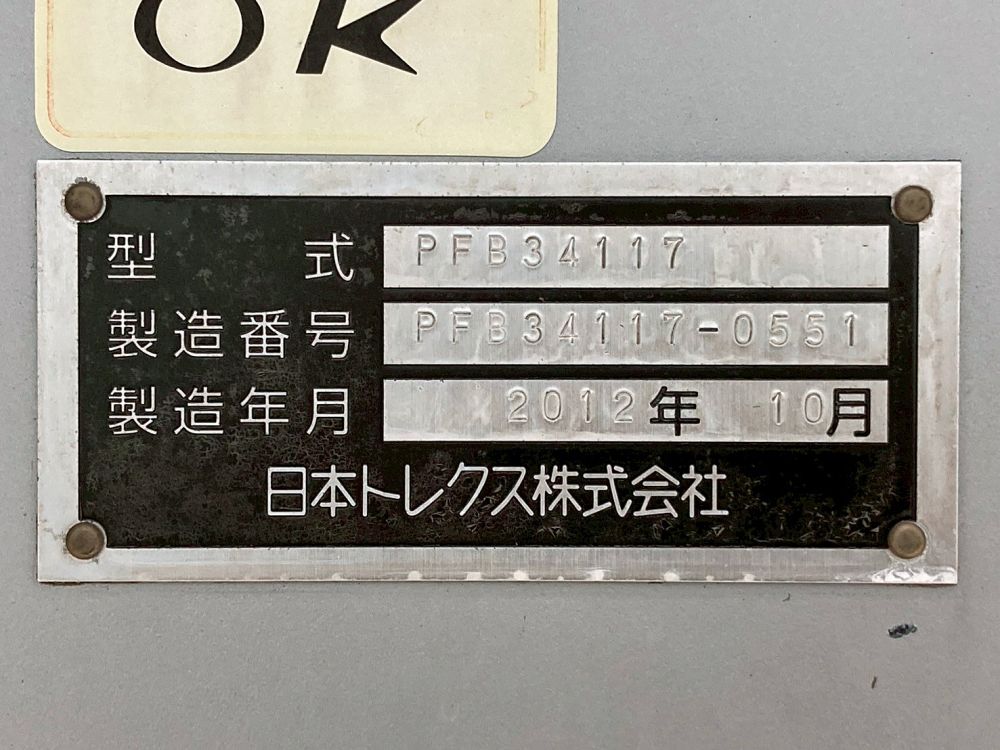 OK
型式 PFB34117
製造番号 PFB34117-0551
製造年月 2012年 10月
日本トレクス株式会社